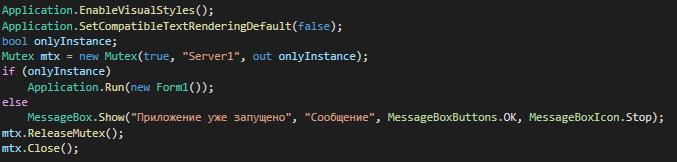 Application.EnableVisualStyles();
Application.SetCompatibleTextRenderingDefault(false);
bool onlyInstance;
Mutex mtx = new Mutex(true, "Server1", out onlyInstance);
if (onlyInstance)
Application.Run(new Form1());
else
MessageBox.Show("Приложение уже запущено", "Сообщение", MessageBoxButtons.OK, MessageBoxIcon.Stop);
mtx.ReleaseMutex();
mtx.Close();